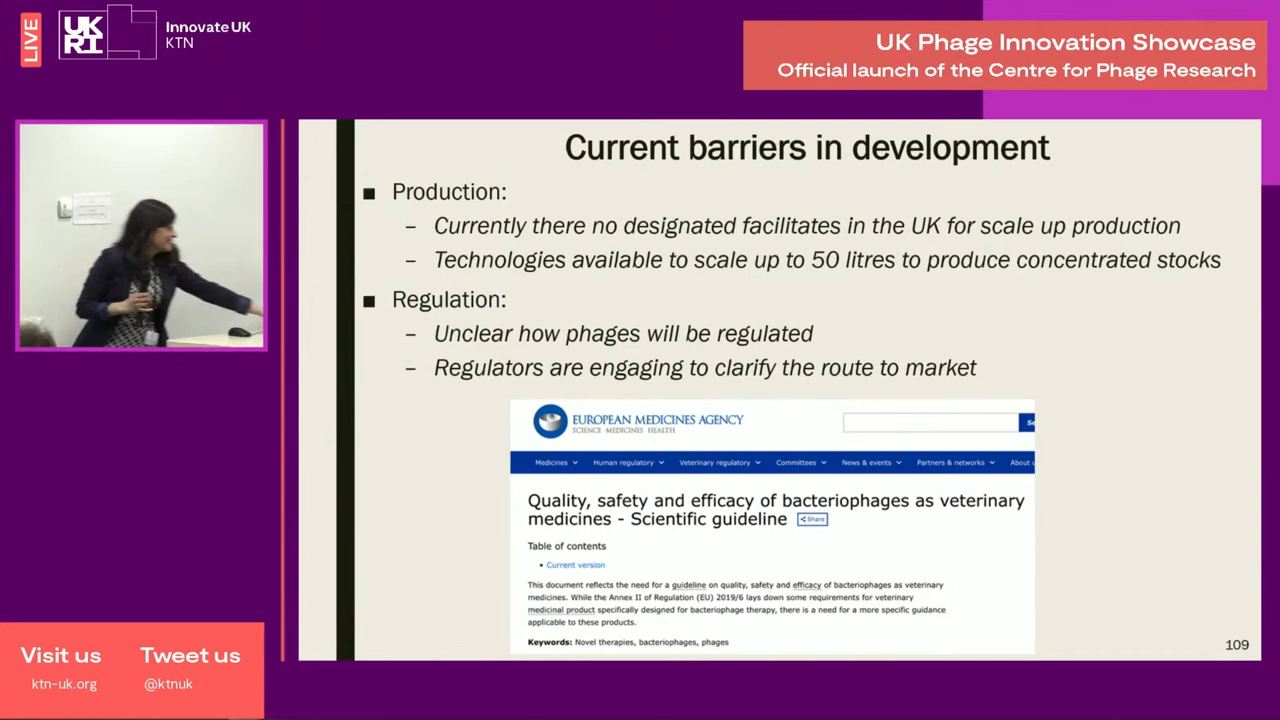 LIVE
UK
RI
Innovate UK
KTN
UK Phage Innovation Showcase
Official launch of the Centre for Phage Research
Current barriers in development
■ Production:
– Currently there no designated facilitates in the UK for scale up production
– Technologies available to scale up to 50 litres to produce concentrated stocks
■ Regulation:
– Unclear how phages will be regulated
– Regulators are engaging to clarify the route to market
EUROPEAN MEDICINES AGENCY
SCIENCE MEDICINES HEALTH
Se
Medicines Human regulatory Veterinary regulatory Committees News & events Partners & networks About u
Quality, safety and efficacy of bacteriophages as veterinary
medicines - Scientific guideline Share
Table of contents
• Current version
This document reflects the need for a guideline on quality, safety and efficacy of bacteriophages as veterinary
medicines. While the Annex II of Regulation (EU) 2019/6 lays down some requirements for veterinary
medicinal product specifically designed for bacteriophage therapy, there is a need for a more specific guidance
applicable to these products.
Keywords: Novel therapies, bacteriophages, phages
109
Visit us Tweet us
ktn-uk.org @ktnuk